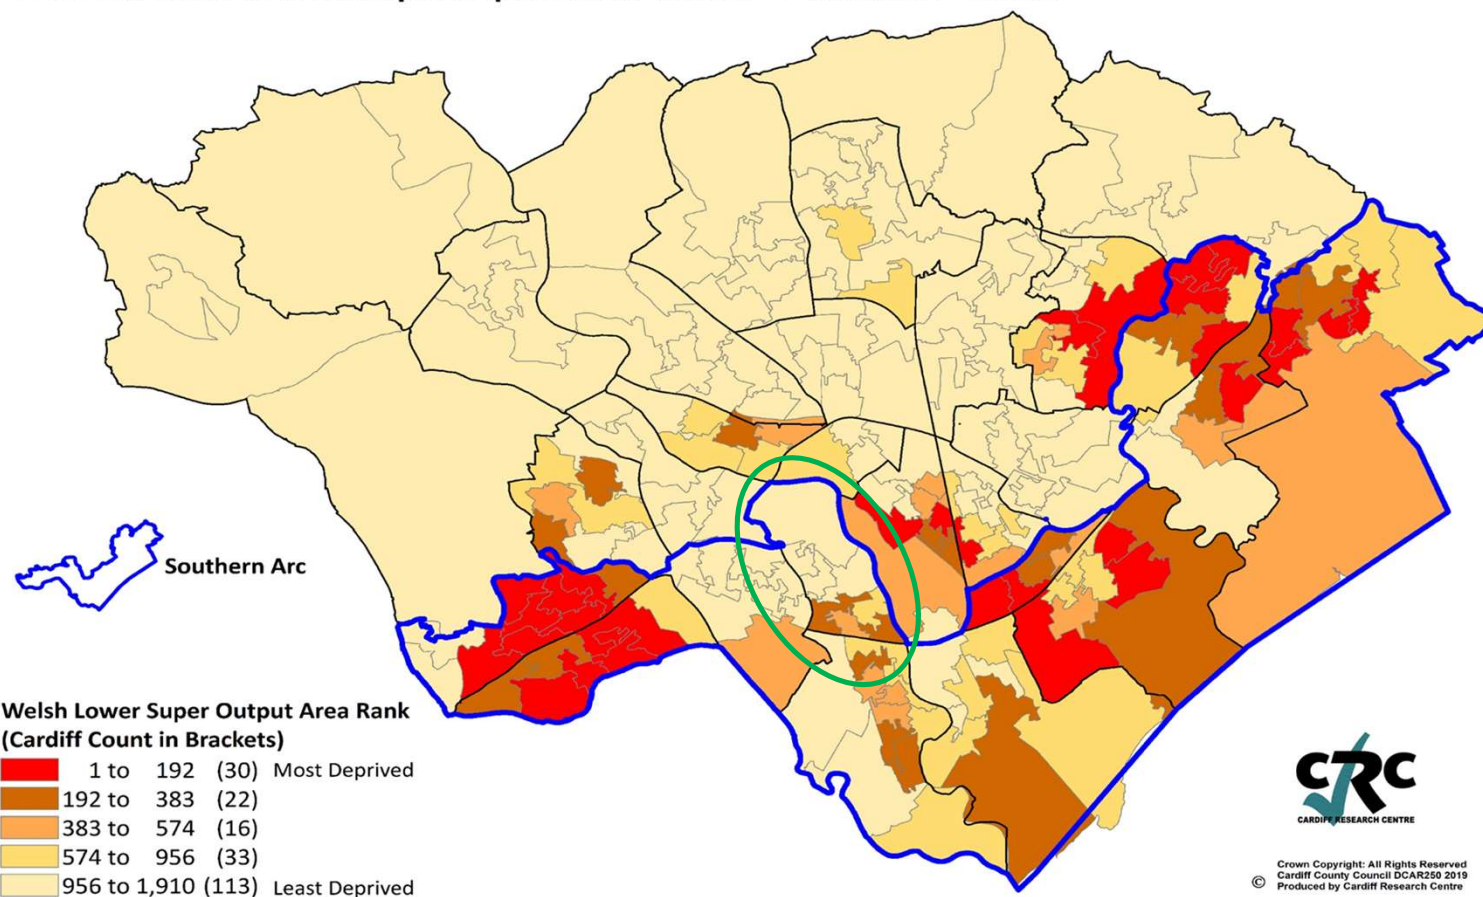 Southern Arc
Welsh Lower Super Output Area Rank
(Cardiff Count in Brackets)
1 to 192 (30) Most Deprived
192 to 383 (22)
383 to 574 (16)
574 to 956 (33)
956 to 1,910 (113) Least Deprived
CRC
CARDIFF RESEARCH CENTRE
Crown Copyright: All Rights Reserved
Cardiff County Council DCAR250 2019
© Produced by Cardiff Research Centre